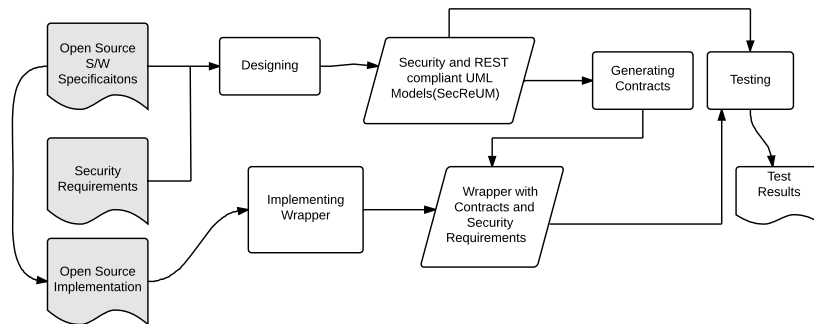 Open Source
S/W
Specificaitons
Designing
Security and REST
compliant UML
Models(SecReUM)
Generating
Contracts
Testing
Security
Requirements
Implementing
Wrapper
Wrapper with
Contracts and
Security
Requirements
Test
Results
Open Source
Implementation